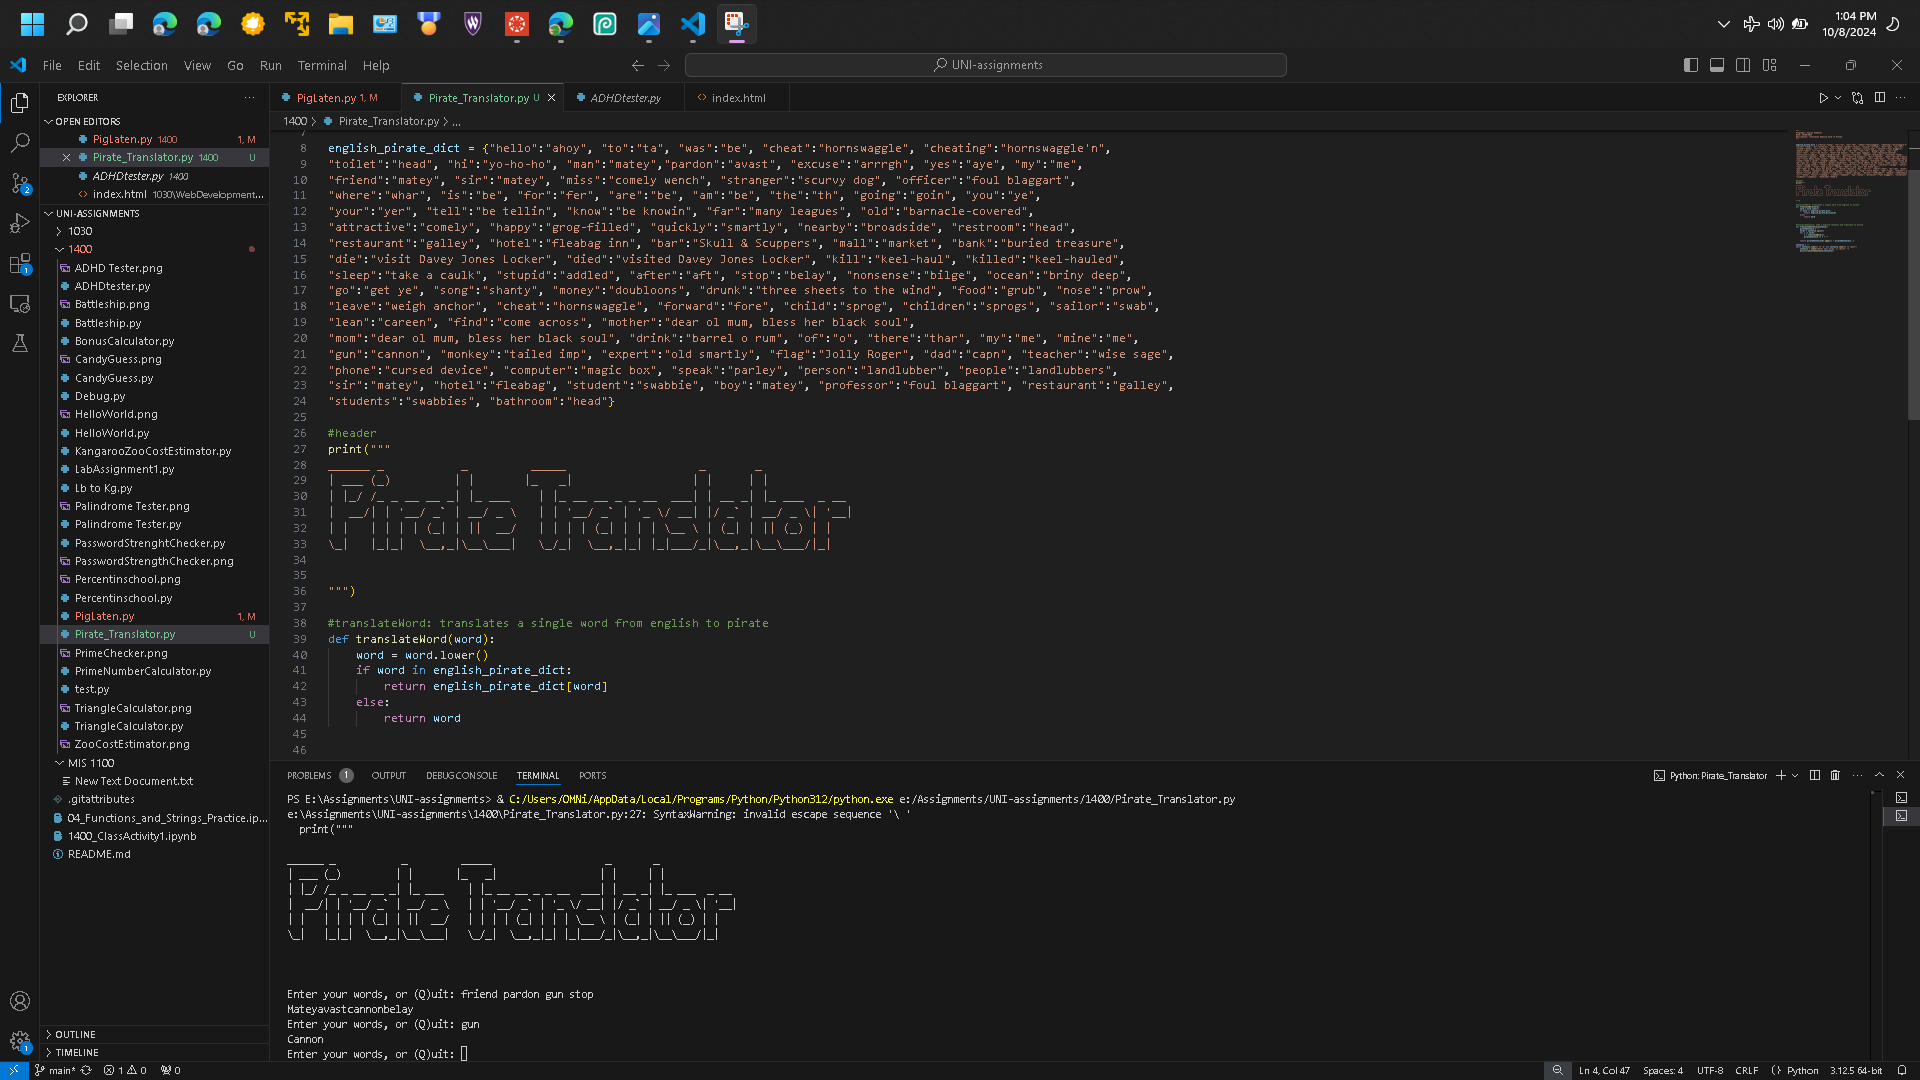 1:04 PM
10/8/2024
File Edit Selection View Go Run Terminal Help
UNI-assignments
EXPLORER
PigLaten.py 1, M
Pirate_Translator.py U
ADHDtester.py
index.html
OPEN EDITORS
PigLaten.py 1400 1, M
Pirate_Translator.py 1400 U
ADHDtester.py 1400
index.html 1030\WebDevelopment...
UNI-ASSIGNMENTS
1030
1400
ADHD Tester.png
ADHDtester.py
Battleship.png
Battleship.py
BonusCalculator.py
CandyGuess.png
CandyGuess.py
Debug.py
HelloWorld.png
HelloWorld.py
KangarooZooCostEstimator.py
LabAssignment1.py
Lb to Kg.py
Palindrome Tester.png
Palindrome Tester.py
PasswordStrenghtChecker.py
PasswordStrengthChecker.png
Percentinschool.png
Percentinschool.py
PigLaten.py 1, M
Pirate_Translator.py U
PrimeChecker.png
PrimeNumberCalculator.py
test.py
TriangleCalculator.png
TriangleCalculator.py
ZooCostEstimator.png
MIS 1100
New Text Document.txt
.gitattributes
04_Functions_and_Strings_Practice.ip...
1400_ClassActivity1.ipynb
README.md
OUTLINE
TIMELINE
1400 > Pirate_Translator.py > ...
7
8 english_pirate_dict = {"hello":"ahoy", "to":"ta", "was":"be", "cheat":"hornswaggle", "cheating":"hornswaggle'n",
9 "toilet":"head", "hi":"yo-ho-ho", "man":"matey","pardon":"avast", "excuse":"arrrgh", "yes":"aye", "my":"me",
10 "friend":"matey", "sir":"matey", "miss":"comely wench", "stranger":"scurvy dog", "officer":"foul blaggart",
11 "where":"whar", "is":"be", "for":"fer", "are":"be", "am":"be", "the":"th", "going":"goin", "you":"ye",
12 "your":"yer", "tell":"be tellin", "know":"be knowin", "far":"many leagues", "old":"barnacle-covered",
13 "attractive":"comely", "happy":"grog-filled", "quickly":"smartly", "nearby":"broadside", "restroom":"head",
14 "restaurant":"galley", "hotel":"fleabag inn", "bar":"Skull & Scuppers", "mall":"market", "bank":"buried treasure",
15 "die":"visit Davey Jones Locker", "died":"visited Davey Jones Locker", "kill":"keel-haul", "killed":"keel-hauled",
16 "sleep":"take a caulk", "stupid":"addled", "after":"aft", "stop":"belay", "nonsense":"bilge", "ocean":"briny deep",
17 "go":"get ye", "song":"shanty", "money":"doubloons", "drunk":"three sheets to the wind", "food":"grub", "nose":"prow",
18 "leave":"weigh anchor", "cheat":"hornswaggle", "forward":"fore", "child":"sprog", "children":"sprogs", "sailor":"swab",
19 "lean":"careen", "find":"come across", "mother":"dear ol mum, bless her black soul",
20 "mom":"dear ol mum, bless her black soul", "drink":"barrel o rum", "of":"o", "there":"thar", "my":"me", "mine":"me",
21 "gun":"cannon", "monkey":"tailed imp", "expert":"old smartly", "flag":"Jolly Roger", "dad":"capn", "teacher":"wise sage",
22 "phone":"cursed device", "computer":"magic box", "speak":"parley", "person":"landlubber", "people":"landlubbers",
23 "sir":"matey", "hotel":"fleabag", "student":"swabbie", "boy":"matey", "professor":"foul blaggart", "restaurant":"galley",
24 "students":"swabbies", "bathroom":"head"}
25
26 #header
27 print("""
28
29
30
31 Pirate Translator
32
33
34
35
36 """)
37
38 #translateWord: translates a single word from english to pirate
39 def translateWord(word):
40 word = word.lower()
41 if word in english_pirate_dict:
42 return english_pirate_dict[word]
43 else:
44 return word
45
46
PROBLEMS 1 OUTPUT DEBUG CONSOLE TERMINAL PORTS
Python: Pirate_Translator
PS E:\Assignments\UNI-assignments> & C:/Users/OMNi/AppData/Local/Programs/Python/Python312/python.exe e:/Assignments/UNI-assignments/1400/Pirate_Translator.py
e:\Assignments\UNI-assignments\1400\Pirate_Translator.py:27: SyntaxWarning: invalid escape sequence '\ '
print("""
Pirate Translator
Enter your words, or (Q)uit: friend pardon gun stop
Mateyavastcannonbelay
Enter your words, or (Q)uit: gun
Cannon
Enter your words, or (Q)uit:
main* 1 0 0
Ln 4, Col 47 Spaces: 4 UTF-8 CRLF Python 3.12.5 64-bit